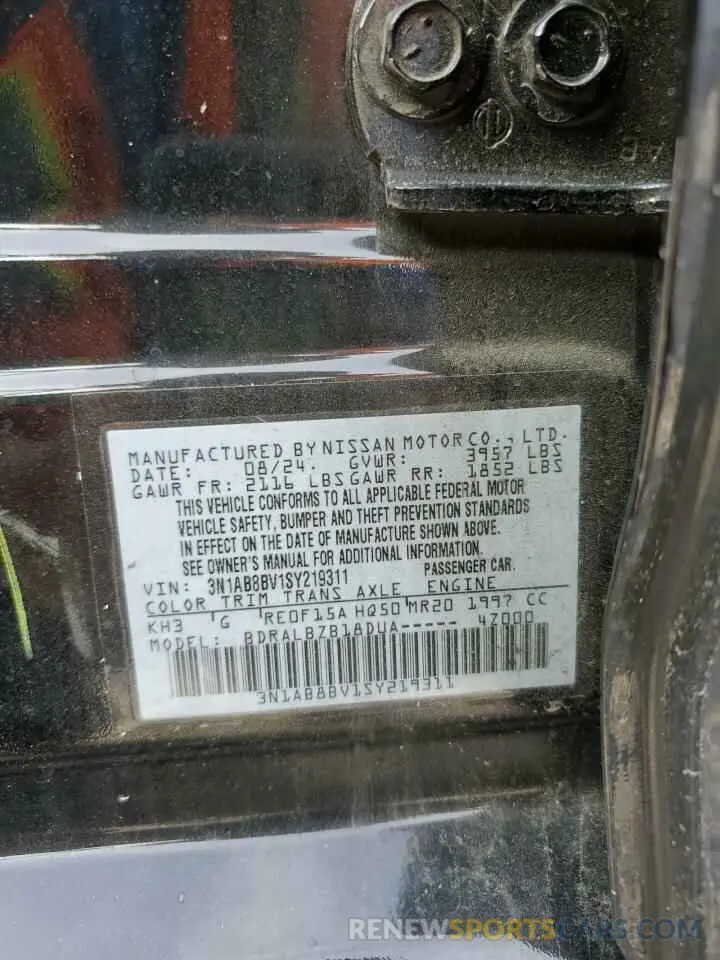 MANUFACTURED BY NISSAN MOTOR CO., LTD.
DATE: 08/24. GVWR: 3957 LBS
GAWR FR: 2116 LBS GAWR RR: 1852 LBS
THIS VEHICLE CONFORMS TO ALL APPLICABLE FEDERAL MOTOR
VEHICLE SAFETY, BUMPER AND THEFT PREVENTION STANDARDS
IN EFFECT ON THE DATE OF MANUFACTURE SHOWN ABOVE.
SEE OWNER'S MANUAL FOR ADDITIONAL INFORMATION.
VIN: 3N1AB8BV1SY219311 PASSENGER CAR.
COLOR TRIM TRANS AXLE ENGINE
KH3 G RE0F15A HQ50 MR20 1997 CC
MODEL: BDRALBZB18DUA----- 4Z000
3N1AB8BV1SY219311
RENEWSPORTSCARS.COM